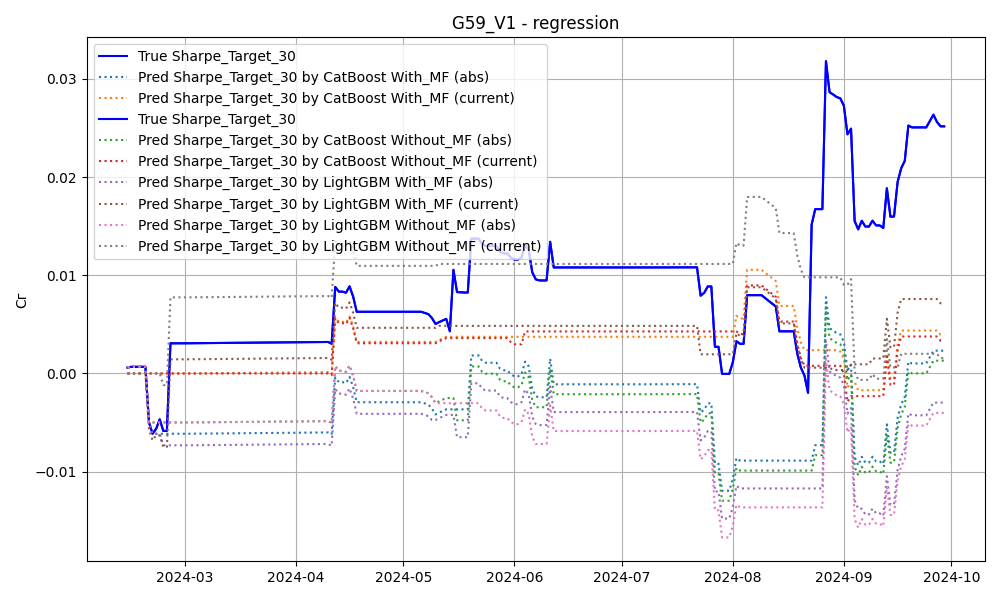 G59_V1 - regression
True Sharpe_Target_30
Pred Sharpe_Target_30 by CatBoost With_MF (abs)
Pred Sharpe_Target_30 by CatBoost With_MF (current)
True Sharpe_Target_30
Pred Sharpe_Target_30 by CatBoost Without_MF (abs)
Pred Sharpe_Target_30 by CatBoost Without_MF (current)
Pred Sharpe_Target_30 by LightGBM With_MF (abs)
Pred Sharpe_Target_30 by LightGBM With_MF (current)
Pred Sharpe_Target_30 by LightGBM Without_MF (abs)
Pred Sharpe_Target_30 by LightGBM Without_MF (current)
Cr
0.03
0.02
0.01
0.00
−0.01
2024-03 2024-04 2024-05 2024-06 2024-07 2024-08 2024-09 2024-10